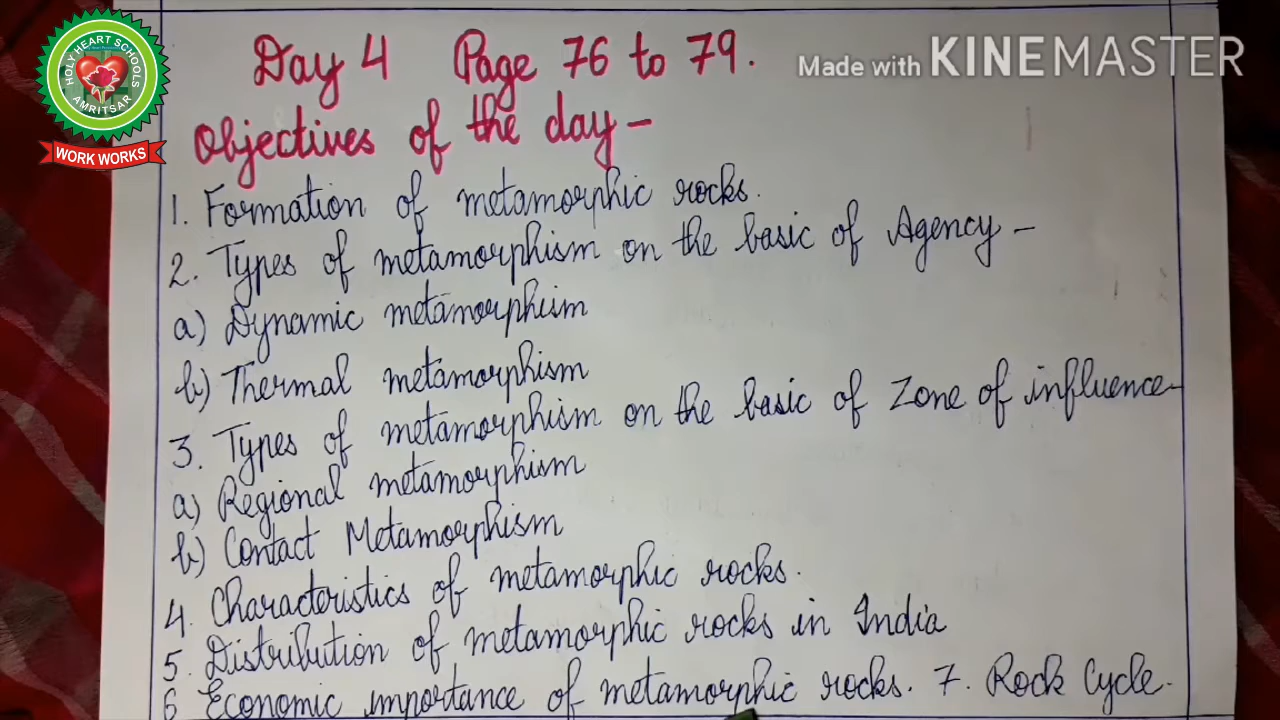 HOLY HEART SCHOOLS
AMRITSAR
WORK WORKS
Made with KINEMASTER
Day 4 Page 76 to 79.
Objectives of the day -
1. Formation of metamorphic rocks.
2. Types of metamorphism on the basic of Agency -
a) Dynamic metamorphism
b) Thermal metamorphism
3. Types of metamorphism on the basic of Zone of influence -
a) Regional metamorphism
b) Contact Metamorphism
4. Characteristics of metamorphic rocks.
5. Distribution of metamorphic rocks in India
6 Economic importance of metamorphic rocks. 7. Rock Cycle.